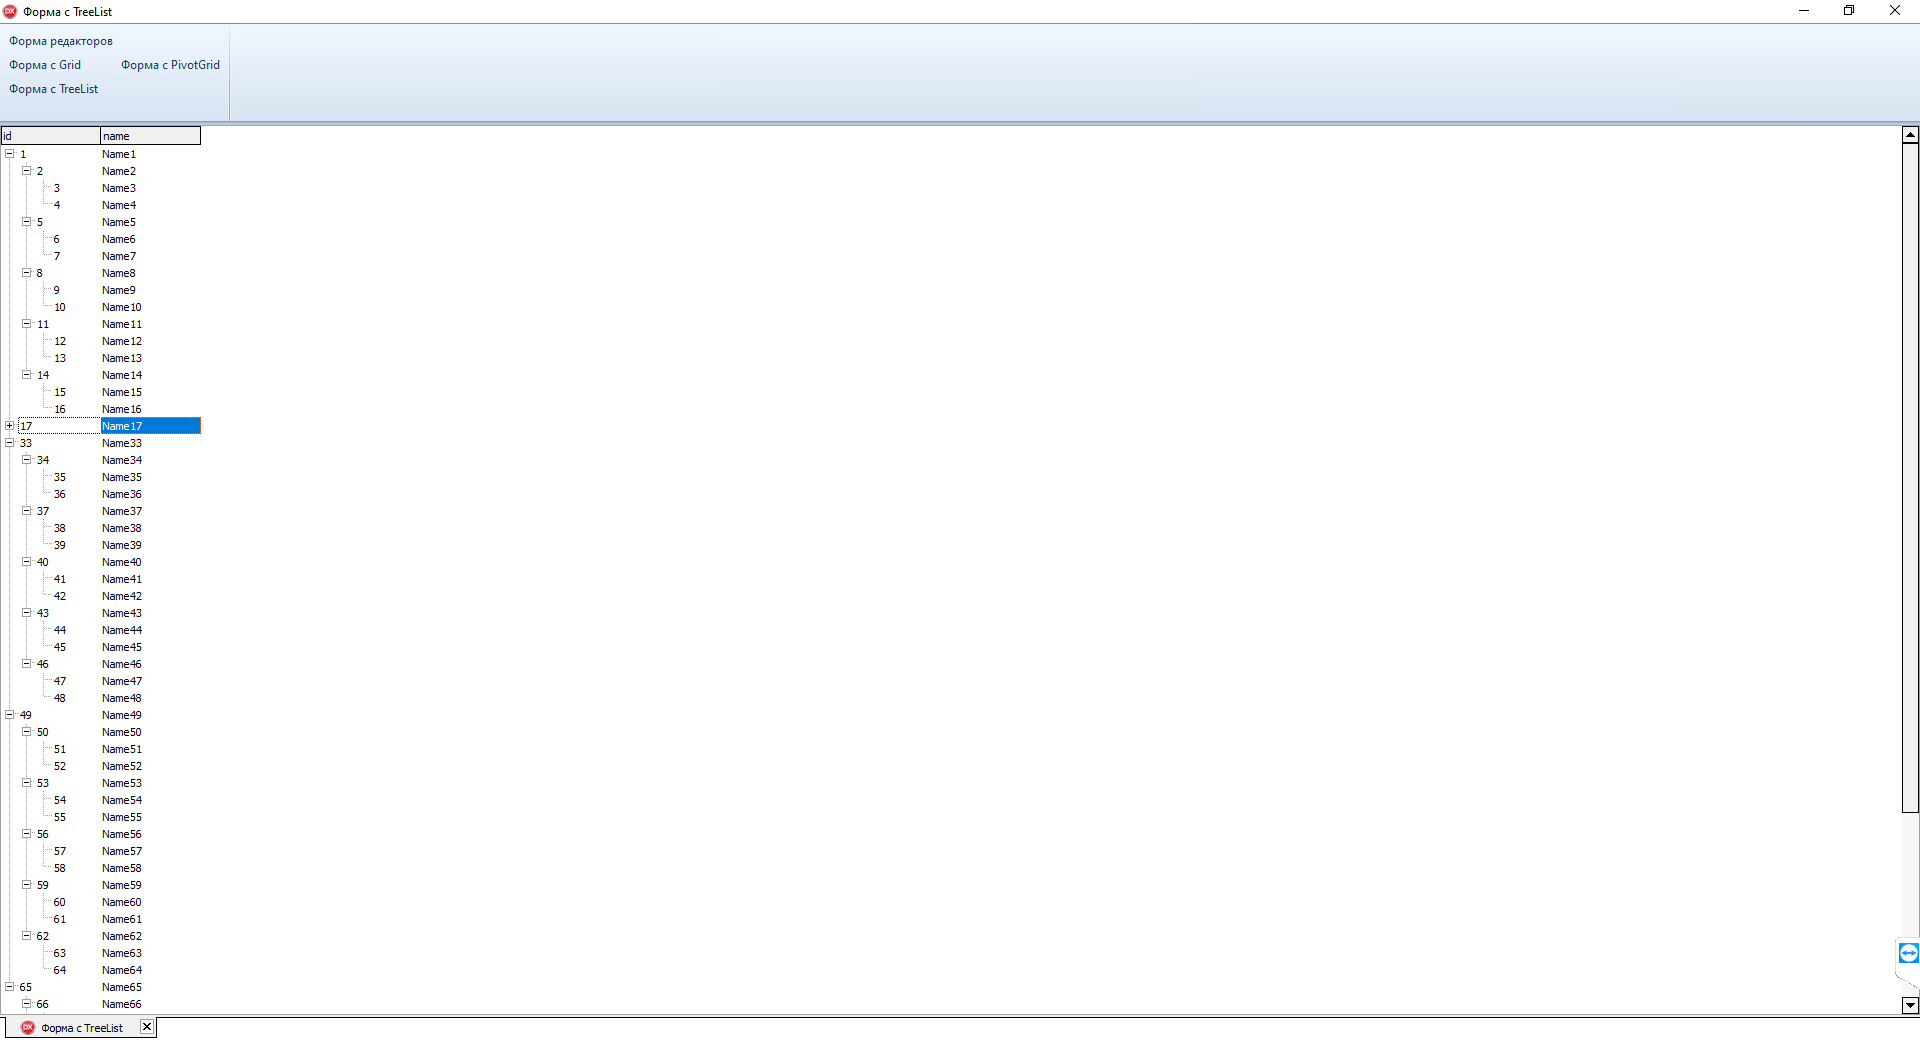 Форма с TreeList
Форма редакторов
Форма с Grid Форма с PivotGrid
Форма с TreeList
id name
1 Name1
2 Name2
3 Name3
4 Name4
5 Name5
6 Name6
7 Name7
8 Name8
9 Name9
10 Name10
11 Name11
12 Name12
13 Name13
14 Name14
15 Name15
16 Name16
17 Name17
33 Name33
34 Name34
35 Name35
36 Name36
37 Name37
38 Name38
39 Name39
40 Name40
41 Name41
42 Name42
43 Name43
44 Name44
45 Name45
46 Name46
47 Name47
48 Name48
49 Name49
50 Name50
51 Name51
52 Name52
53 Name53
54 Name54
55 Name55
56 Name56
57 Name57
58 Name58
59 Name59
60 Name60
61 Name61
62 Name62
63 Name63
64 Name64
65 Name65
66 Name66
DX Форма с TreeList